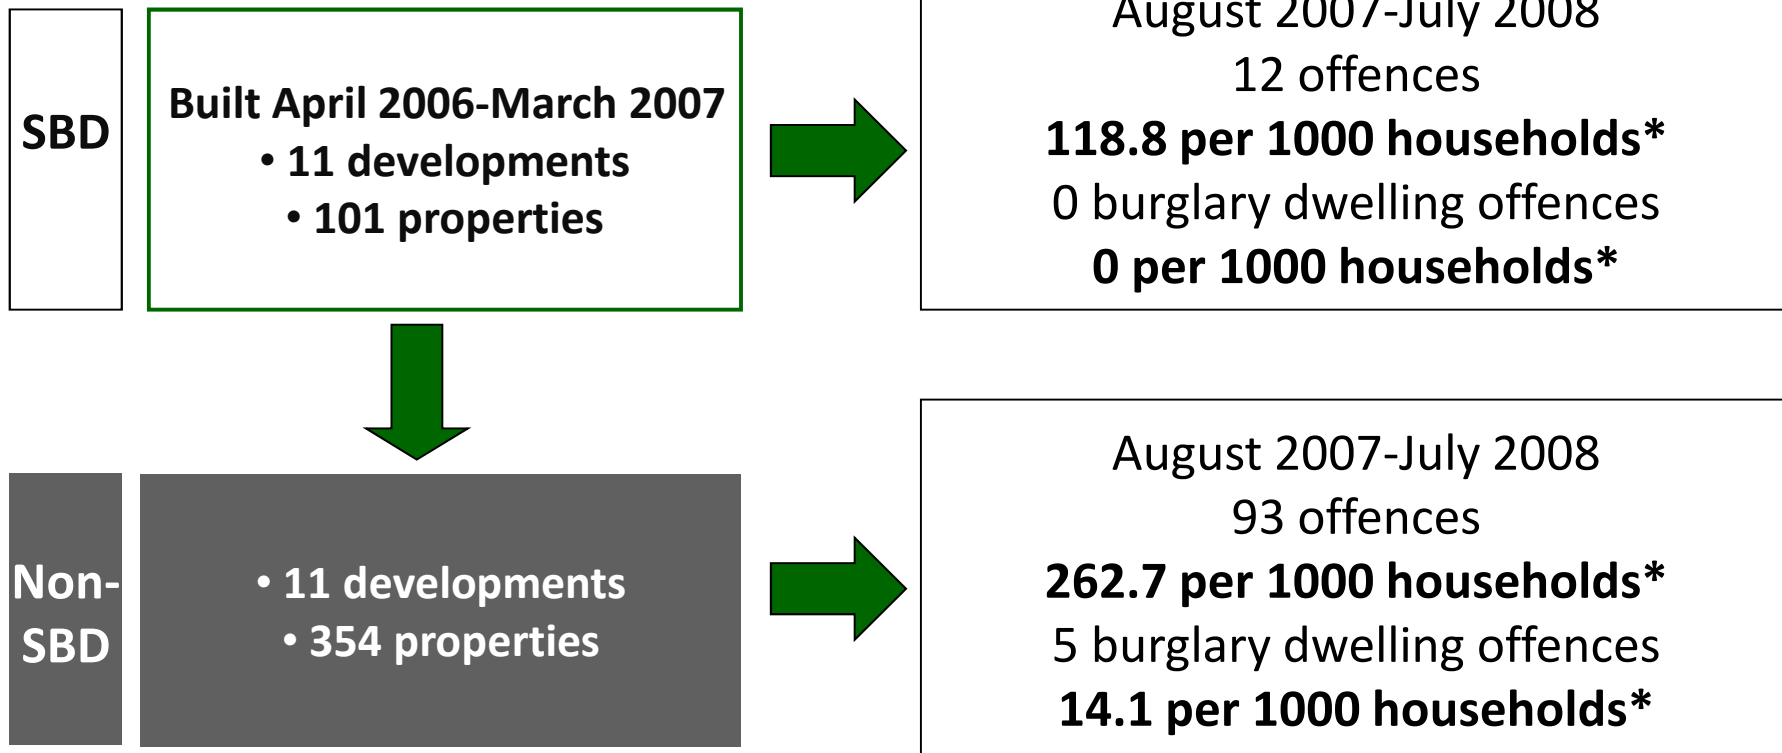 SBD
Built April 2006-March 2007
• 11 developments
• 101 properties
August 2007-July 2008
12 offences
118.8 per 1000 households*
0 burglary dwelling offences
0 per 1000 households*
Non-
SBD
• 11 developments
• 354 properties
August 2007-July 2008
93 offences
262.7 per 1000 households*
5 burglary dwelling offences
14.1 per 1000 households*